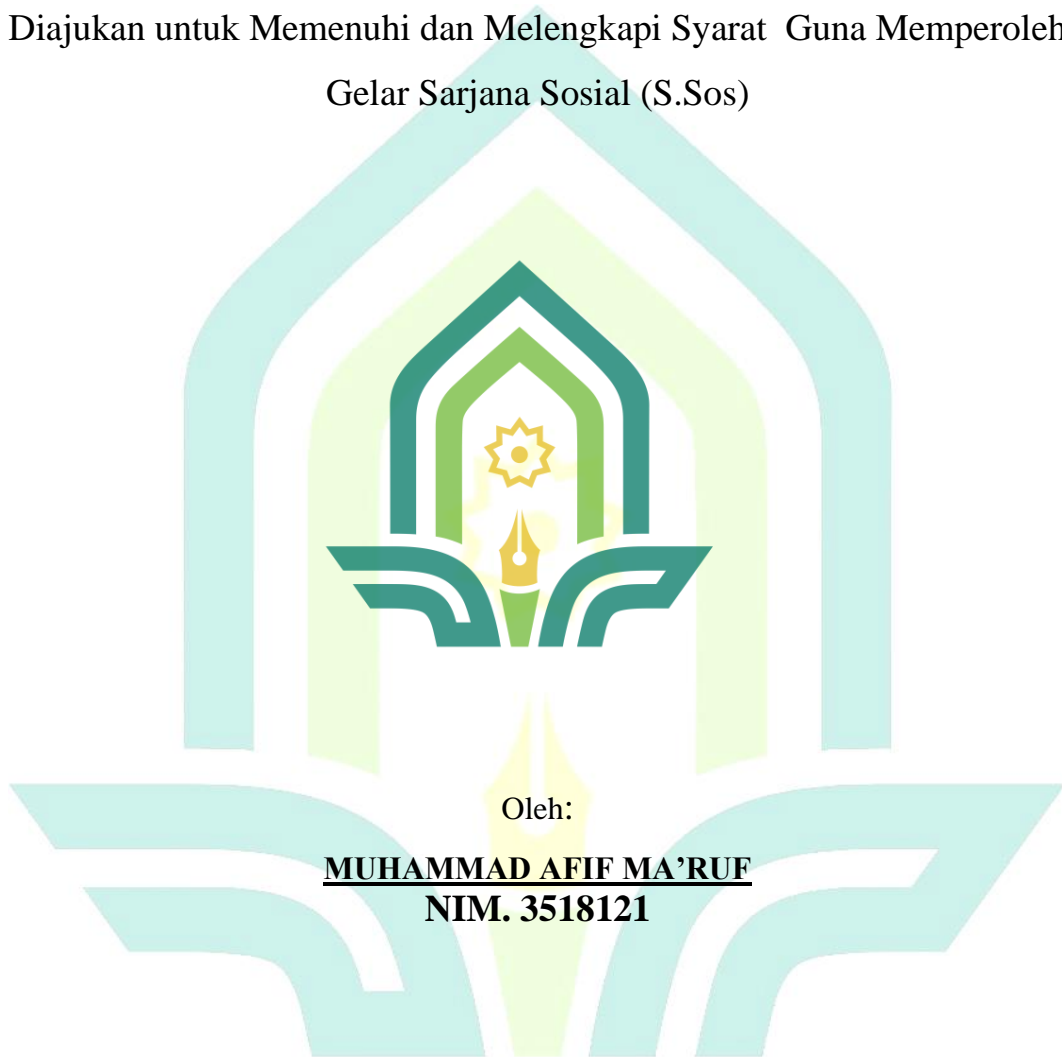 Diajukan untuk Memenuhi dan Melengkapi Syarat  Guna Memperoleh
Gelar Sarjana Sosial (S.Sos)
Oleh:
MUHAMMAD AFIF MA’RUF
NIM. 3518121